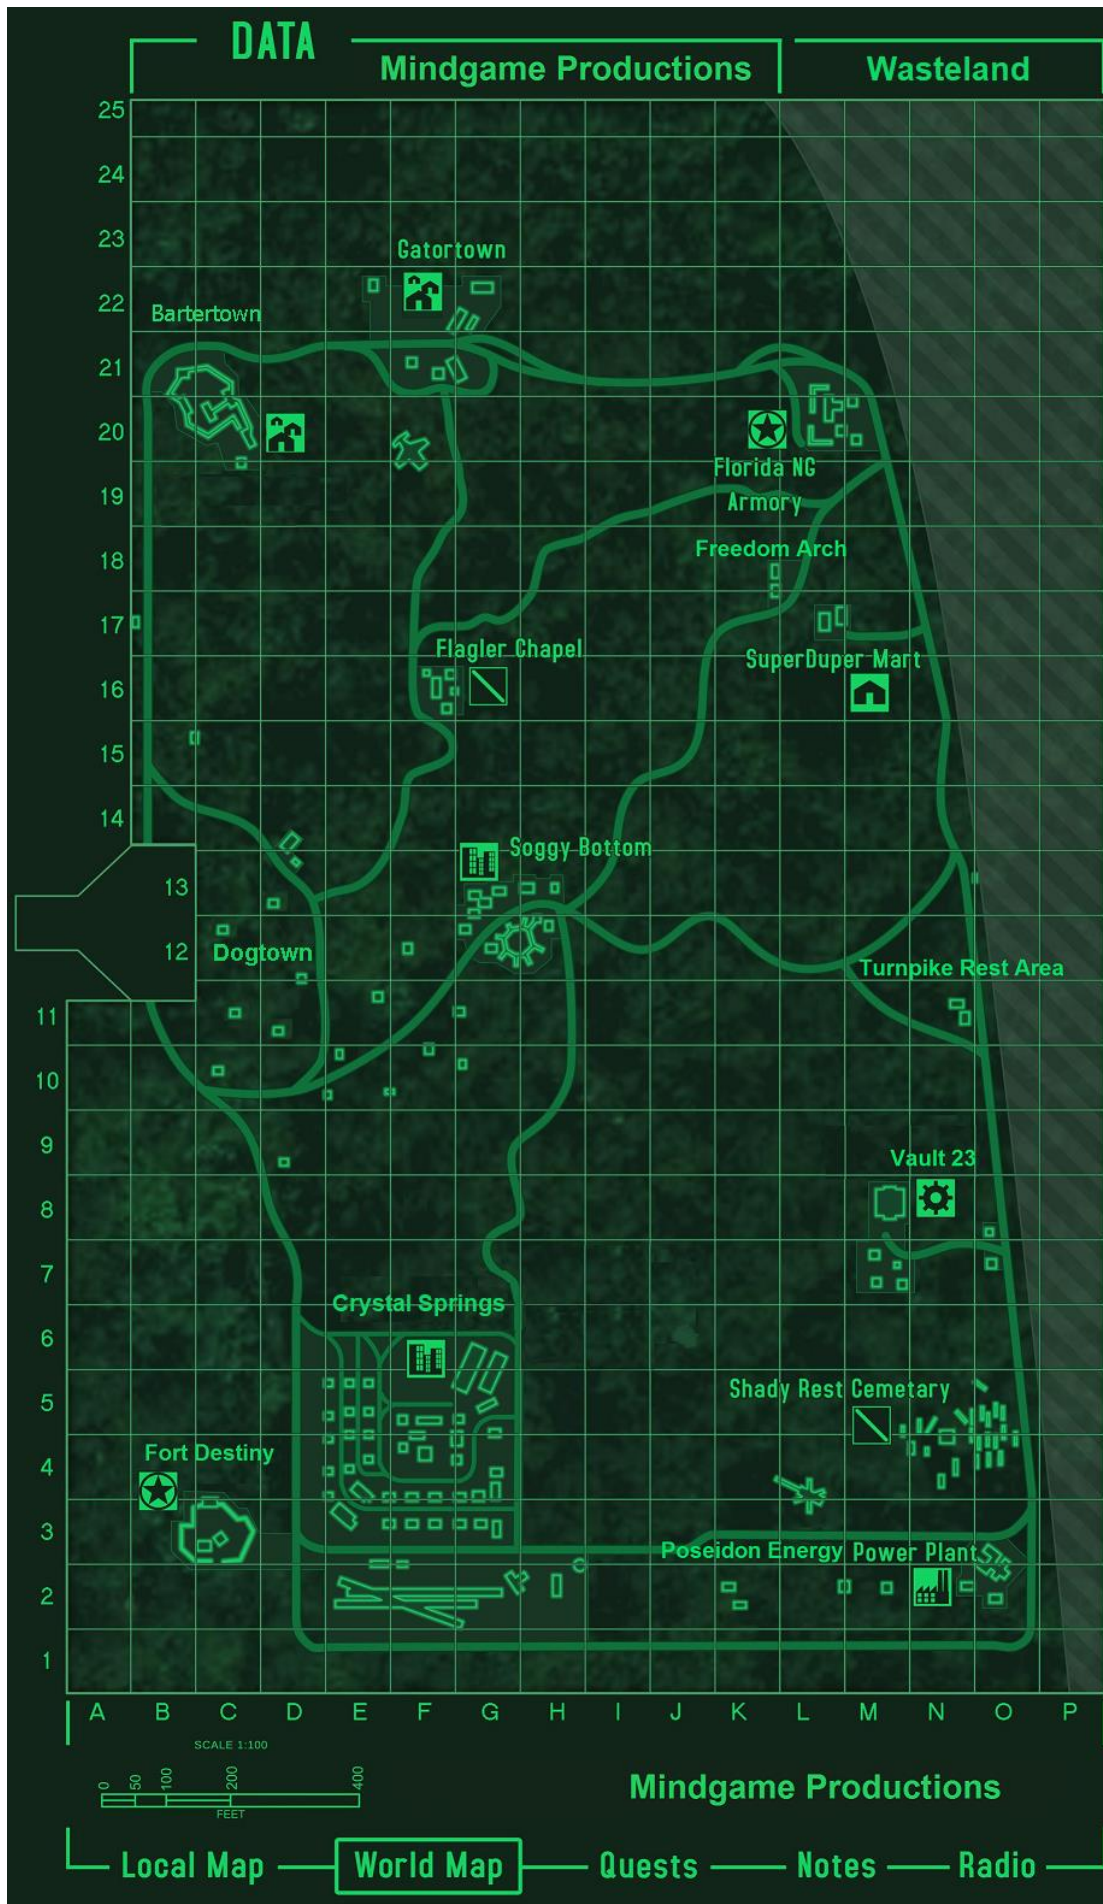 DATA
Mindgame Productions
Wasteland
25
24
23
Gatortown
22
Bartertown
21
20
Florida NG
19
Armory
Freedom Arch
18
17
Flagler Chapel
SuperDuper Mart
16
15
14
Soggy Bottom
13
12
Dogtown
Turnpike Rest Area
11
10
9
Vault 23
8
7
Crystal Springs
6
5
Shady Rest Cemetary
4
Fort Destiny
3
Poseidon Energy Power Plant
2
1
A B C D E F G H I J K L M N O P
SCALE 1:100
0 50 100 200 400
FEET
Mindgame Productions
Local Map World Map Quests Notes Radio